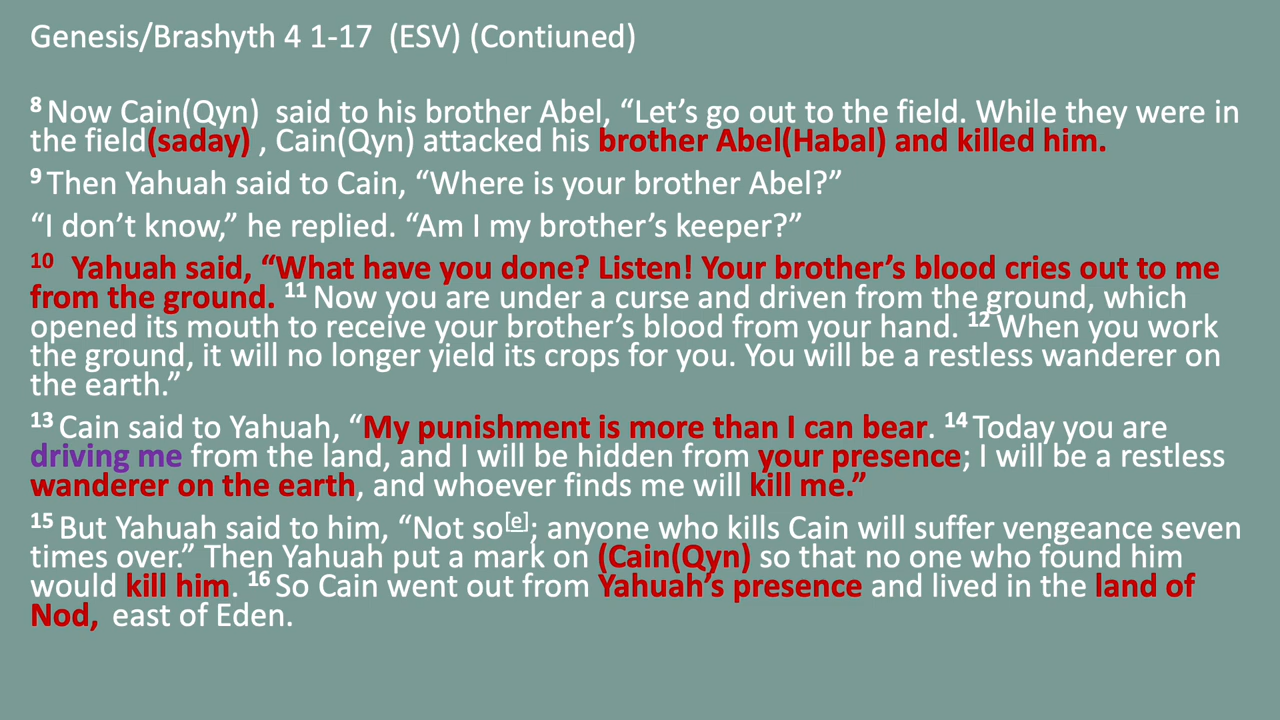 Genesis/Brashyth 4 1-17  (ESV) (Contiuned)
8 Now Cain(Qyn)  said to his brother Abel, “Let’s go out to the field. While they were in
the field(saday) , Cain(Qyn) attacked his brother Abel(Habal) and killed him.
9 Then Yahuah said to Cain, “Where is your brother Abel?”
“I don’t know,” he replied. “Am I my brother’s keeper?”
10  Yahuah said, “What have you done? Listen! Your brother’s blood cries out to me
from the ground. 11 Now you are under a curse and driven from the ground, which
opened its mouth to receive your brother’s blood from your hand. 12 When you work
the ground, it will no longer yield its crops for you. You will be a restless wanderer on
the earth.”
13 Cain said to Yahuah, “My punishment is more than I can bear. 14 Today you are
driving me from the land, and I will be hidden from your presence; I will be a restless
wanderer on the earth, and whoever finds me will kill me.”
15 But Yahuah said to him, “Not so[e]; anyone who kills Cain will suffer vengeance seven
times over.” Then Yahuah put a mark on (Cain(Qyn) so that no one who found him
would kill him. 16 So Cain went out from Yahuah’s presence and lived in the land of
Nod,  east of Eden.